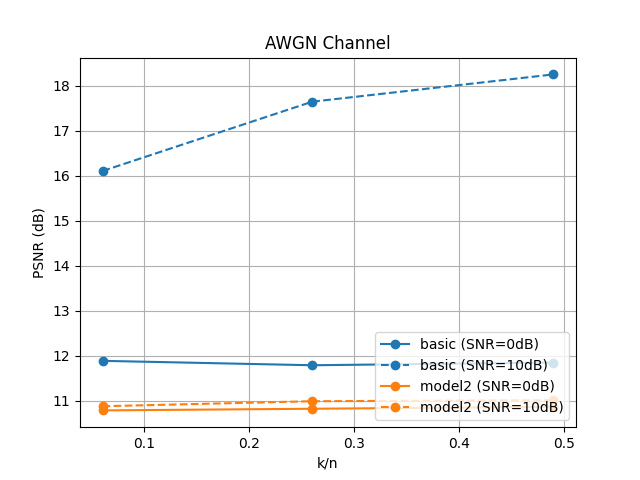 AWGN Channel
PSNR (dB)
18
17
16
15
14
13
12
11
basic (SNR=0dB)
basic (SNR=10dB)
model2 (SNR=0dB)
model2 (SNR=10dB)
0.1 0.2 0.3 0.4 0.5
k/n